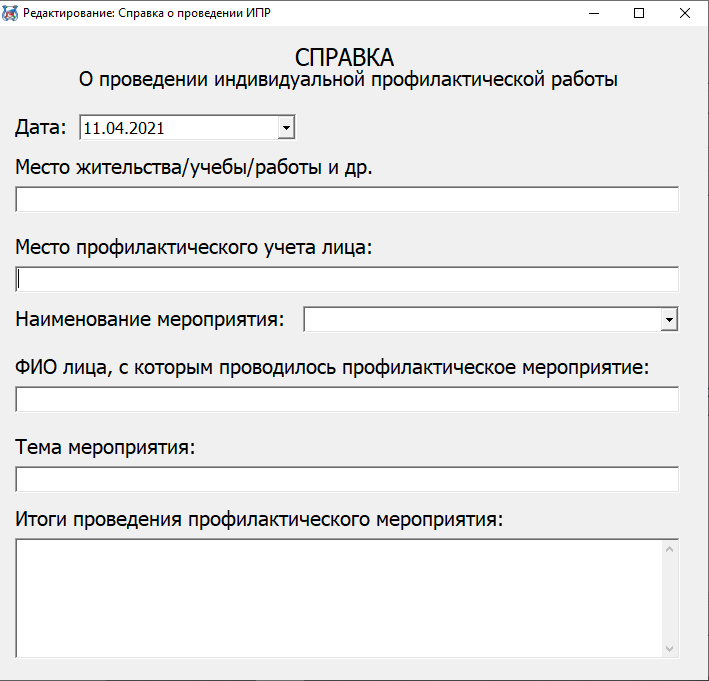 Редактирование: Справка о проведении ИПР
СПРАВКА
О проведении индивидуальной профилактической работы
Дата: 11.04.2021
Место жительства/учебы/работы и др.
Место профилактического учета лица:
Наименование мероприятия:
ФИО лица, с которым проводилось профилактическое мероприятие:
Тема мероприятия:
Итоги проведения профилактического мероприятия: